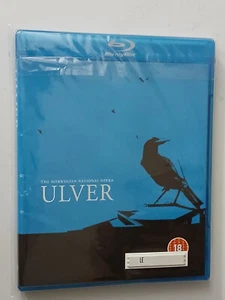 THE NORWEGIAN NATIONAL OPERA
ULVER
18